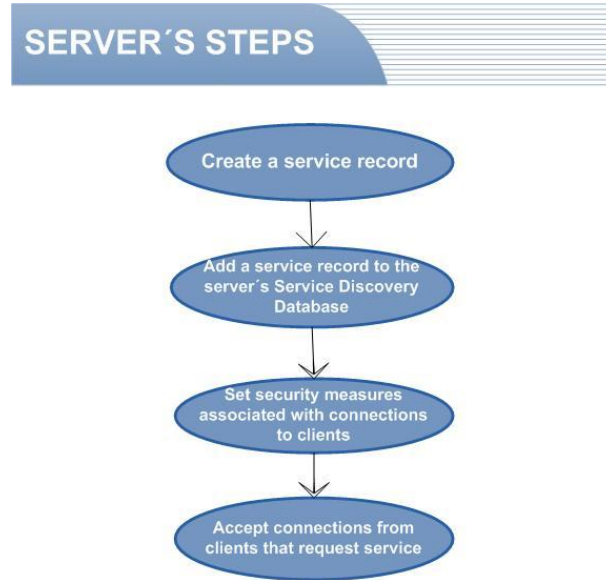 SERVER´S STEPS
Create a service record
Add a service record to the
server´s Service Discovery
Database
Set security measures
associated with connections
to clients
Accept connections from
clients that request service